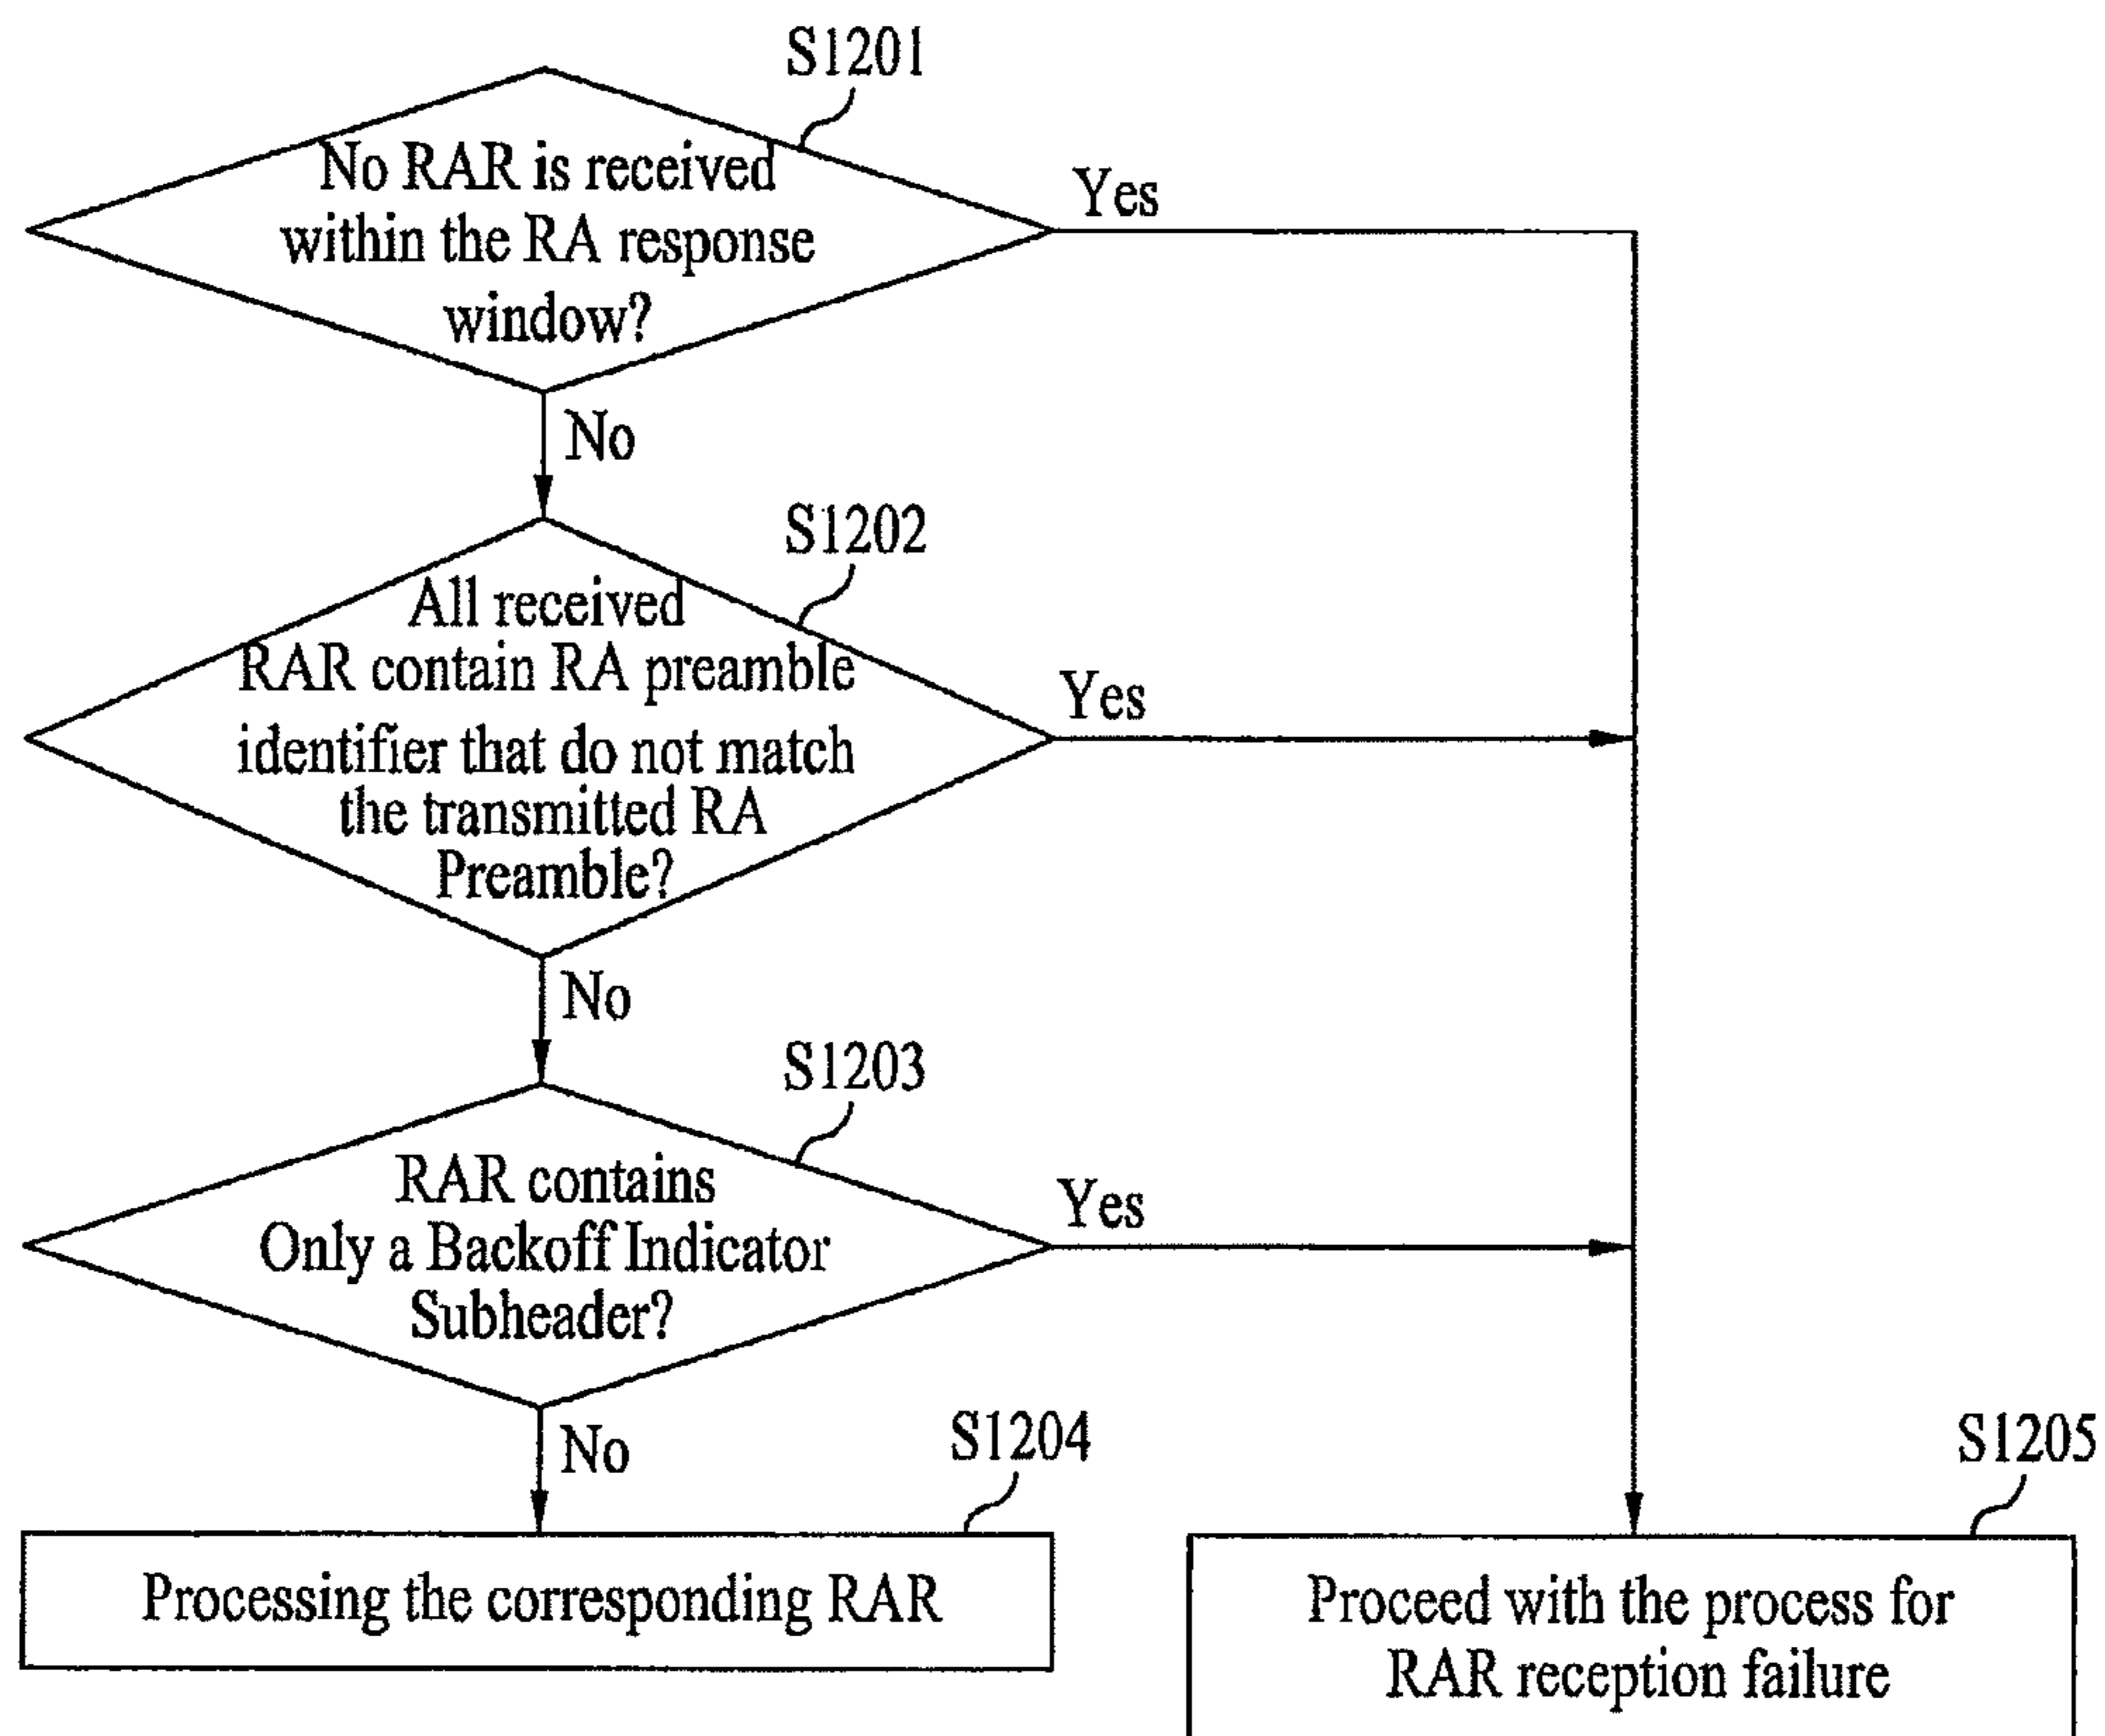 S1201
No RAR is received
within the RA response
window?
Yes
No
S1202
All received
RAR contain RA preamble
identifier that do not match
the transmitted RA
Preamble?
Yes
No
S1203
RAR contains
Only a Backoff Indicator
Subheader?
Yes
No
S1204
Processing the corresponding RAR
S1205
Proceed with the process for
RAR reception failure